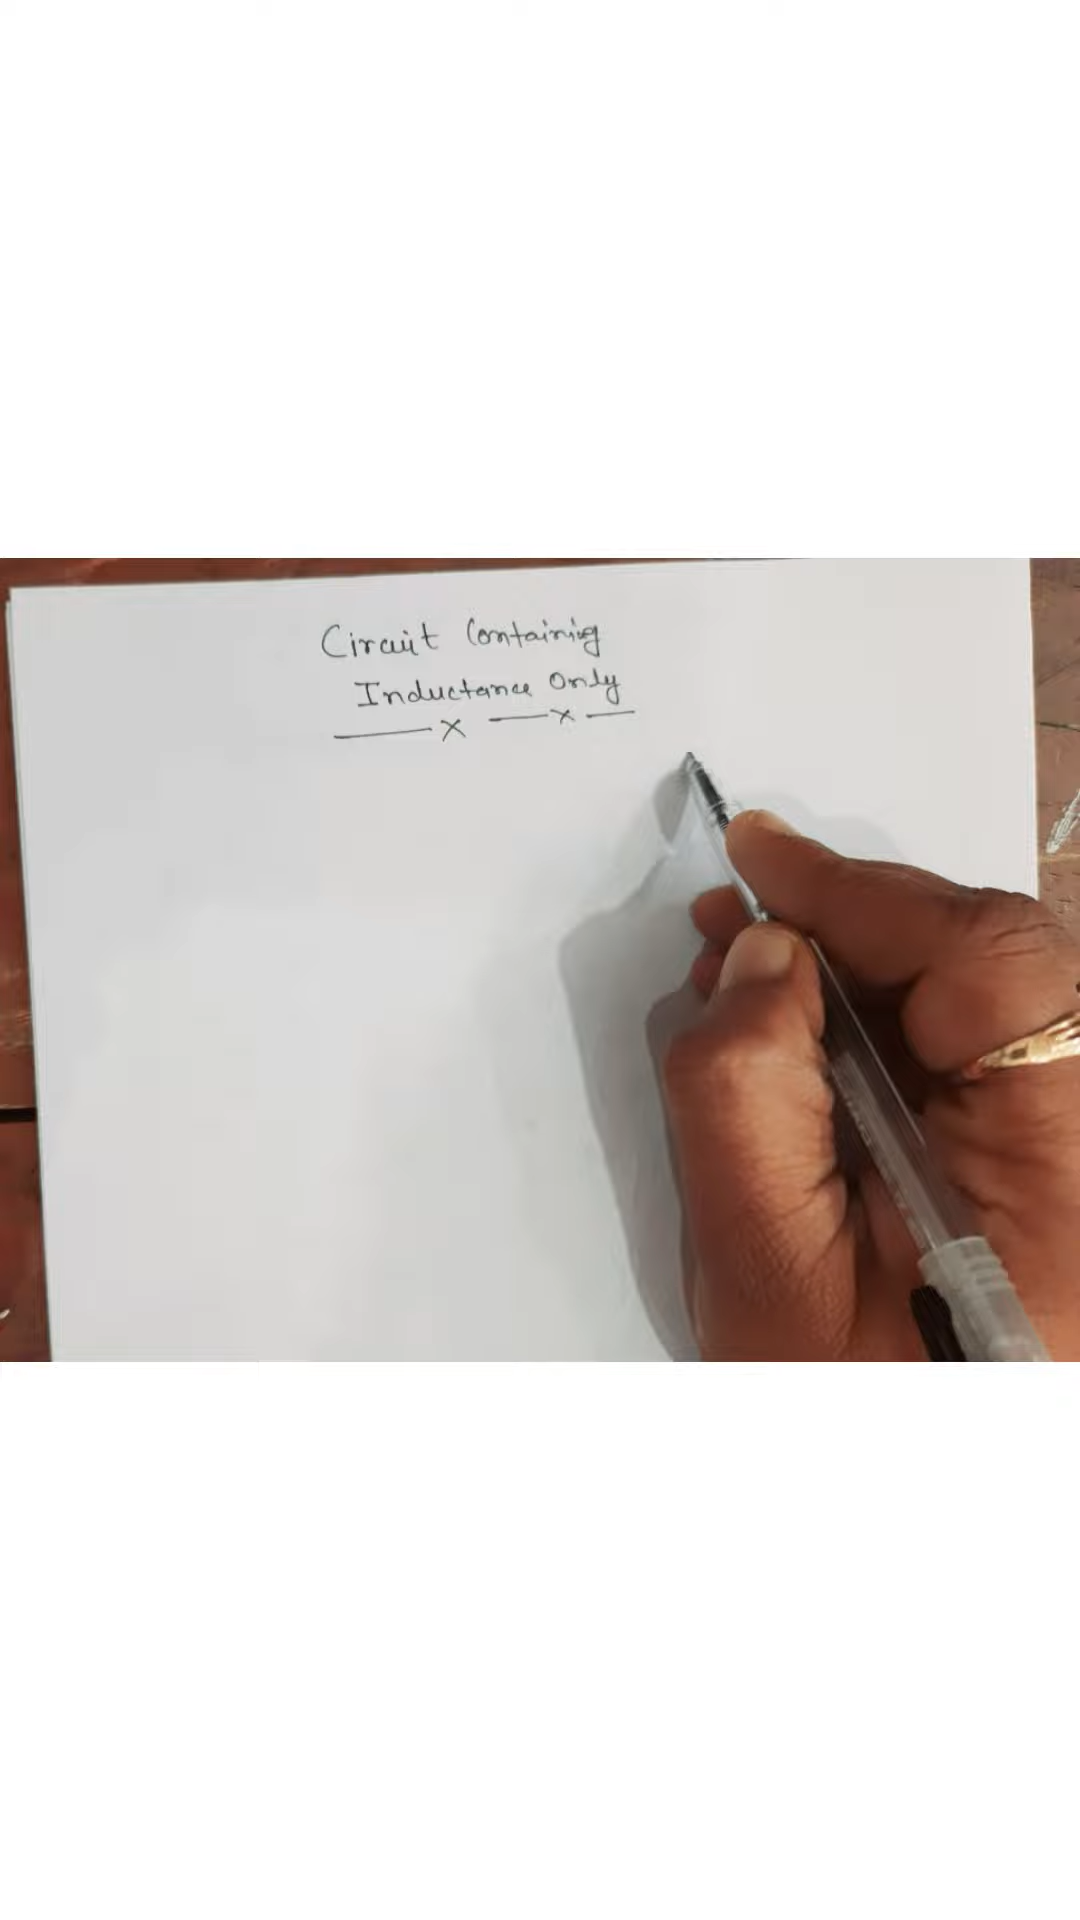 Circuit Containing
Inductance Only
—x —x—